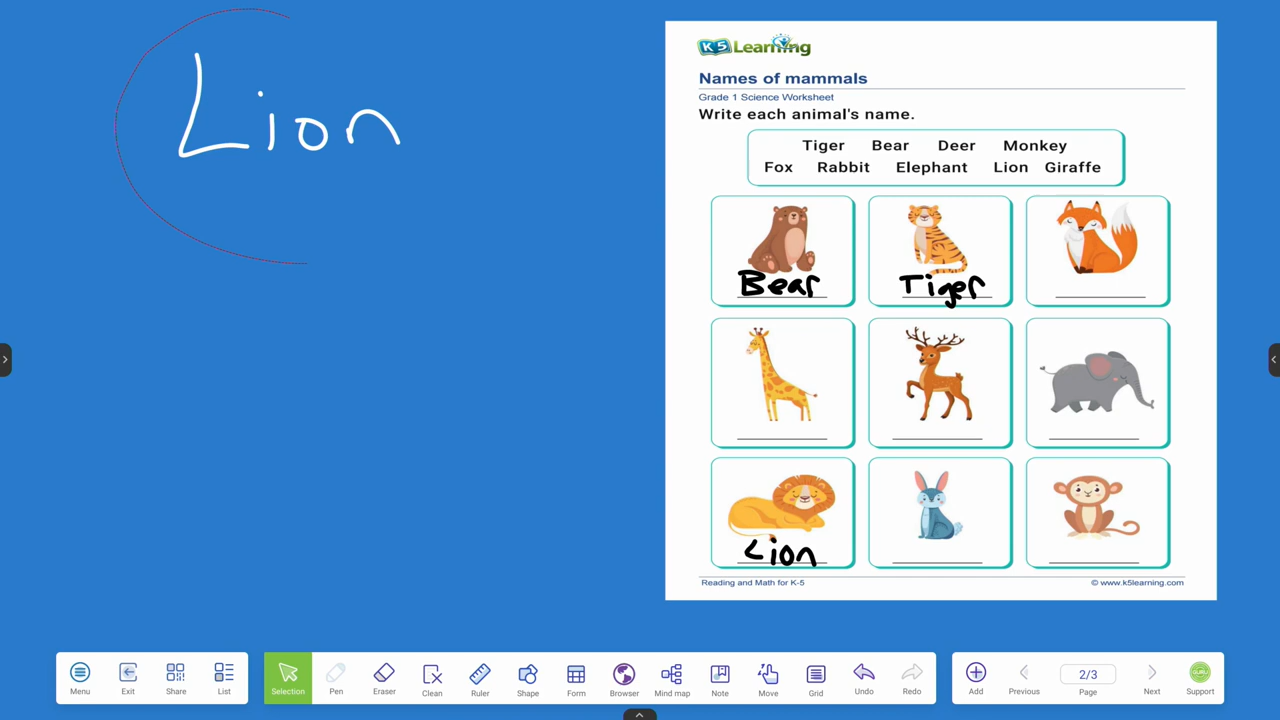 Lion
K5 Learning
Names of mammals
Grade 1 Science Worksheet
Write each animal's name.
Tiger Bear Deer Monkey
Fox Rabbit Elephant Lion Giraffe
Bear Tiger
Lion
Reading and Math for K-5 © www.k5learning.com
Menu Exit Share List Selection Pen Eraser Clean Ruler Shape Form Browser Mind map Note Move Grid Undo Redo Add Previous 2/3 Page Next Support